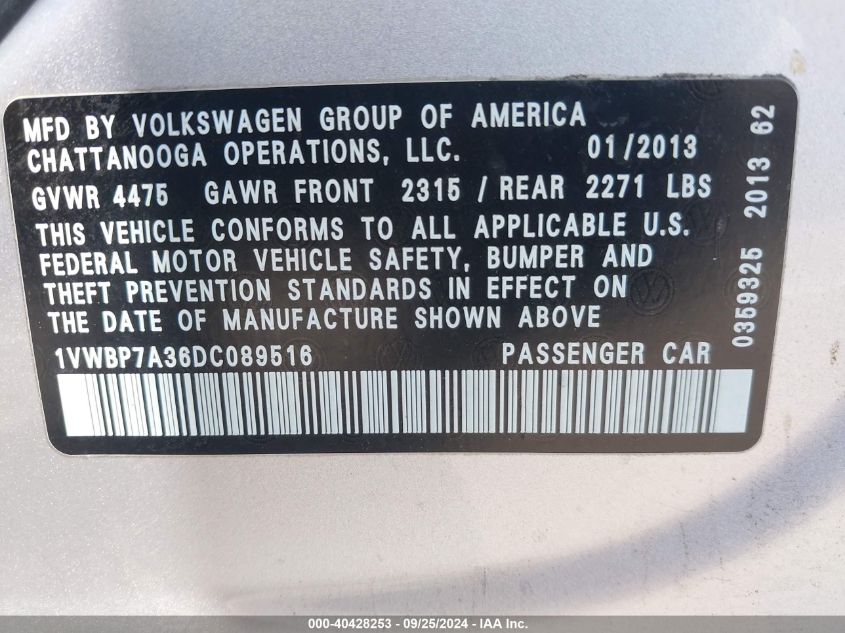 MFD BY VOLKSWAGEN GROUP OF AMERICA
CHATTANOOGA OPERATIONS, LLC. 01/2013
GVWR 4475 GAWR FRONT 2315 / REAR 2271 LBS
THIS VEHICLE CONFORMS TO ALL APPLICABLE U.S.
FEDERAL MOTOR VEHICLE SAFETY, BUMPER AND
THEFT PREVENTION STANDARDS IN EFFECT ON
THE DATE OF MANUFACTURE SHOWN ABOVE
1VWBP7A36DC089516 PASSENGER CAR
0359325 2013 62
000-40428253 - 09/25/2024 - IAA Inc.